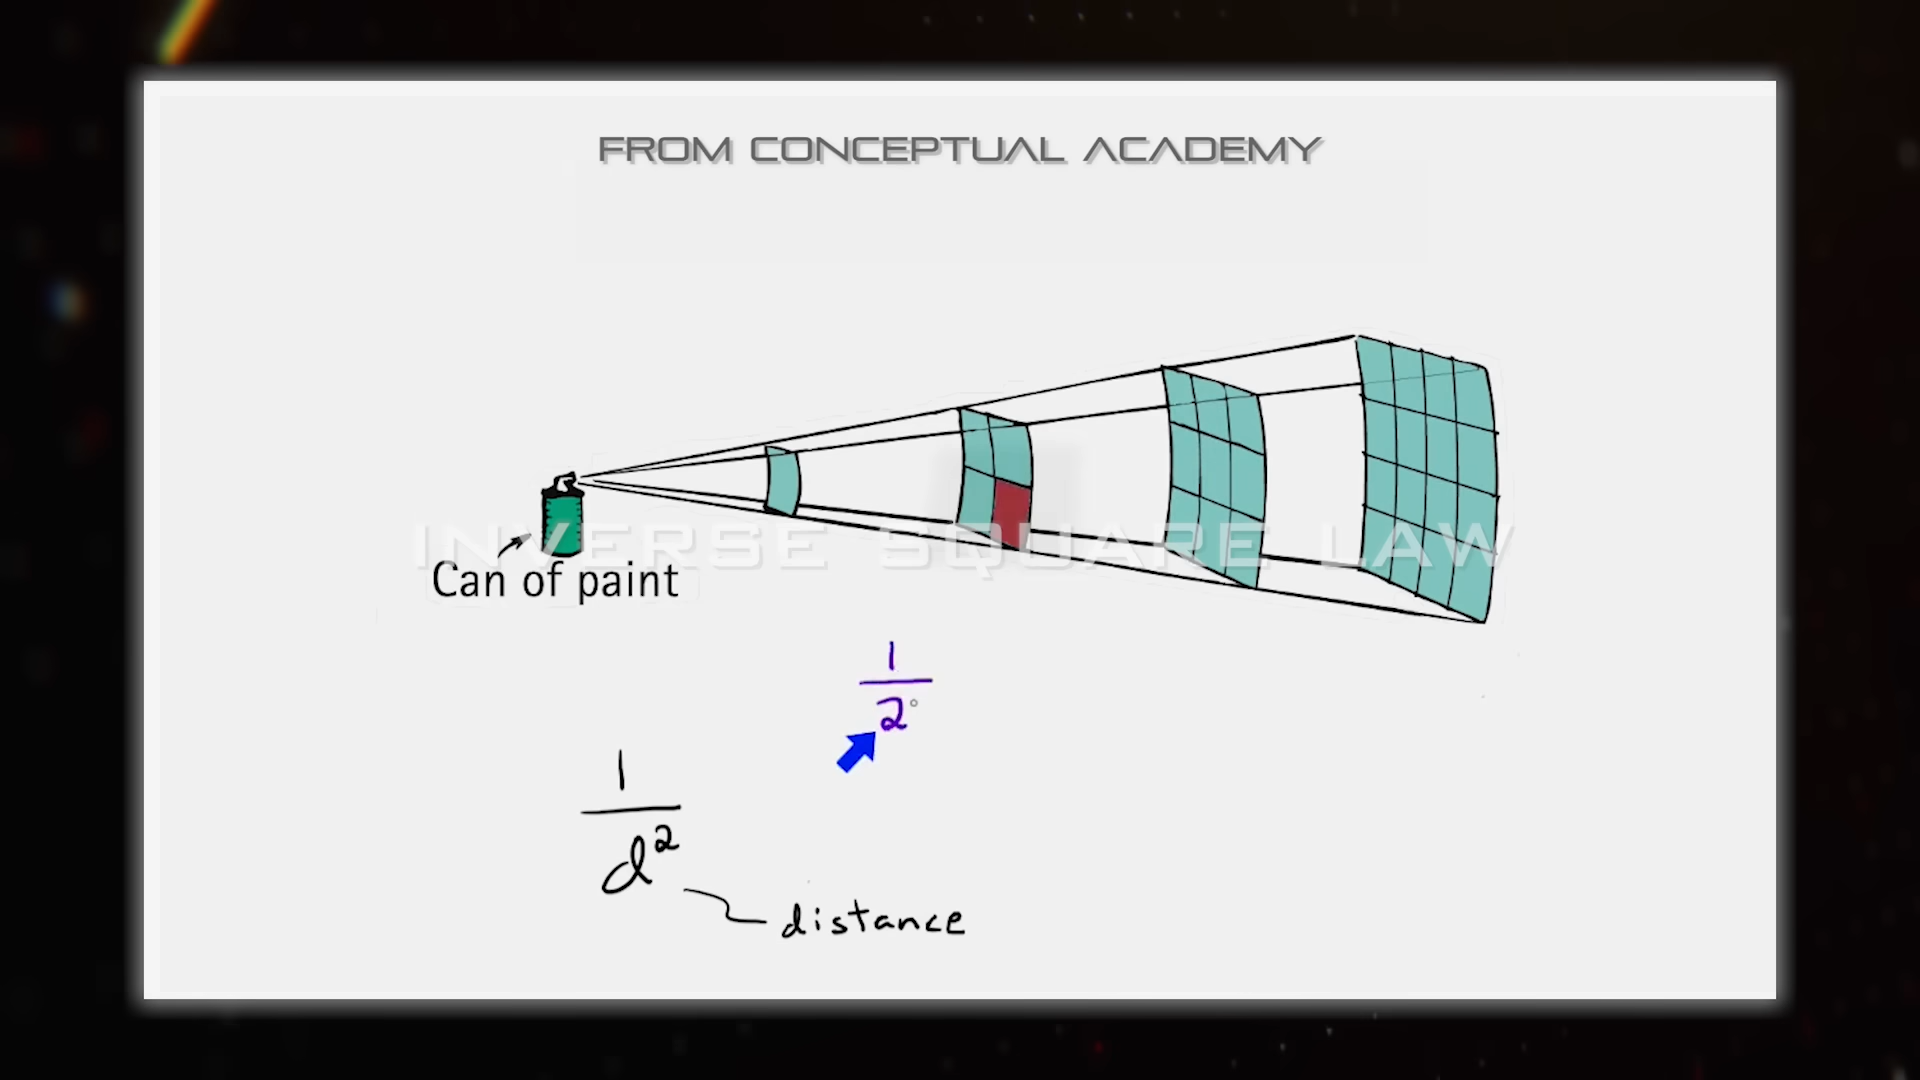 FROM CONCEPTUAL ACADEMY
INVERSE SQUARE LAW
Can of paint
1
2
1
d²
distance